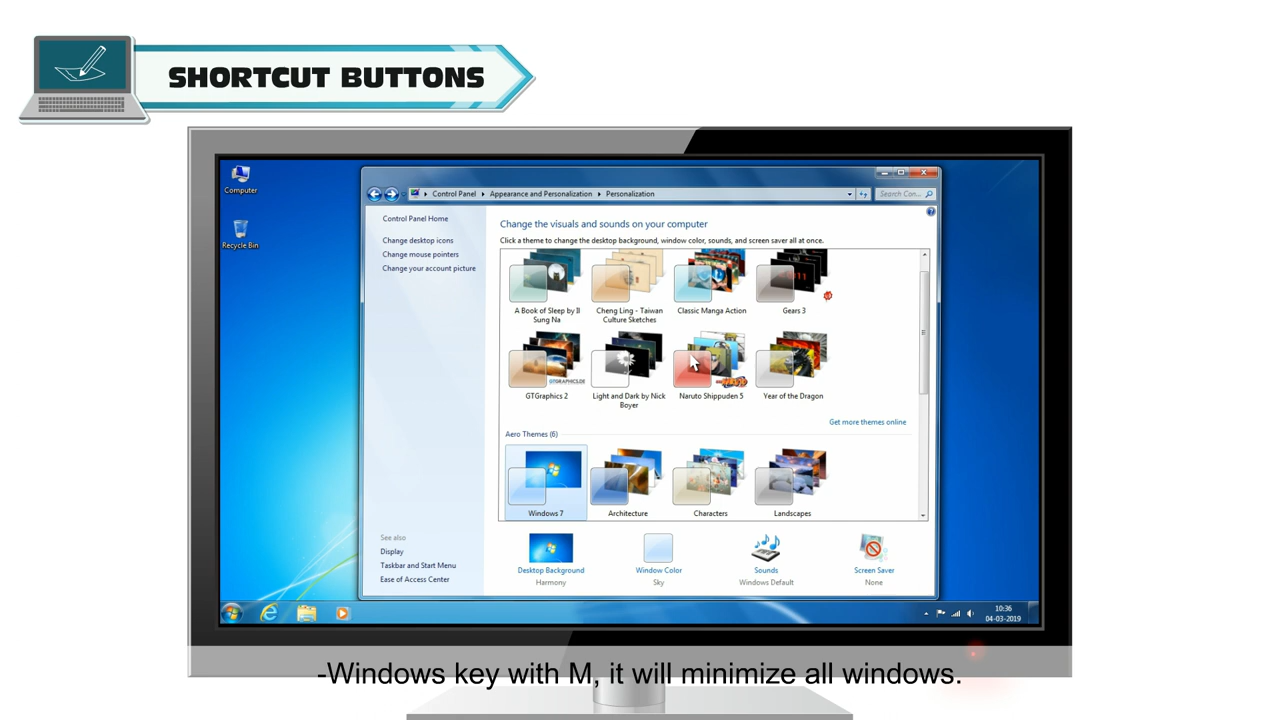 SHORTCUT BUTTONS
Computer
Recycle Bin
Control Panel
Appearance and Personalization
Personalization
Search Con...
Control Panel Home
Change desktop icons
Change mouse pointers
Change your account picture
Change the visuals and sounds on your computer
Click a theme to change the desktop background, window color, sounds, and screen saver all at once.
A Book of Sleep by Il
Sung Na
Cheng Ling - Taiwan
Culture Sketches
Classic Manga Action
Gears 3
GTGraphics 2
Light and Dark by Nick
Boyer
Naruto Shippuden 5
Year of the Dragon
Get more themes online
Aero Themes (6)
Windows 7
Architecture
Characters
Landscapes
See also
Display
Taskbar and Start Menu
Ease of Access Center
Desktop Background
Harmony
Window Color
Sky
Sounds
Windows Default
Screen Saver
None
10:36
04-03-2019
-Windows key with M, it will minimize all windows.